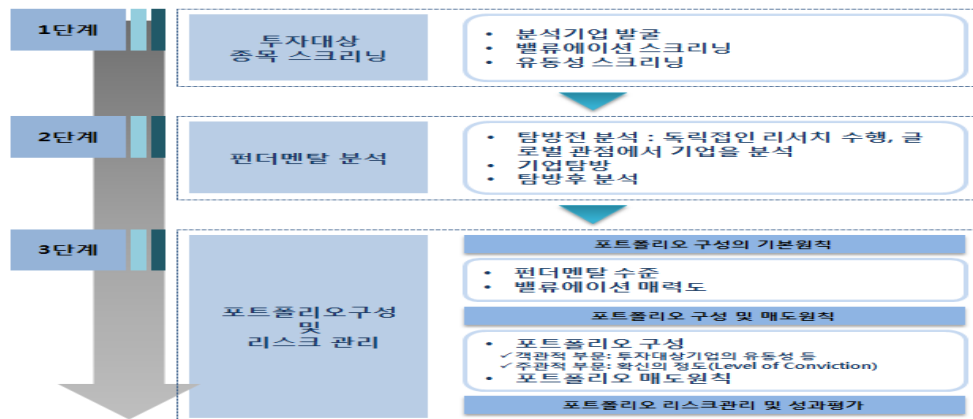 1단계
투자대상
종목 스크리닝
• 분석기업 발굴
• 밸류에이션 스크리닝
• 유동성 스크리닝
2단계
펀더멘탈 분석
• 탐방전 분석 : 독립접인 리서치 수행, 글
로벌 관점에서 기업을 분석
• 기업탐방
• 탐방후 분석
3단계
포트폴리오구성
및
리스크 관리
포트폴리오 구성의 기본원칙
• 펀더멘탈 수준
• 밸류에이션 매력도
포트폴리오 구성 및 매도원칙
• 포트폴리오 구성
✓객관적 부문: 투자대상기업의 유동성 등
✓주관적 부문: 확신의 정도(Level of Conviction)
• 포트폴리오 매도원칙
포트폴리오 리스크관리 및 성과평가